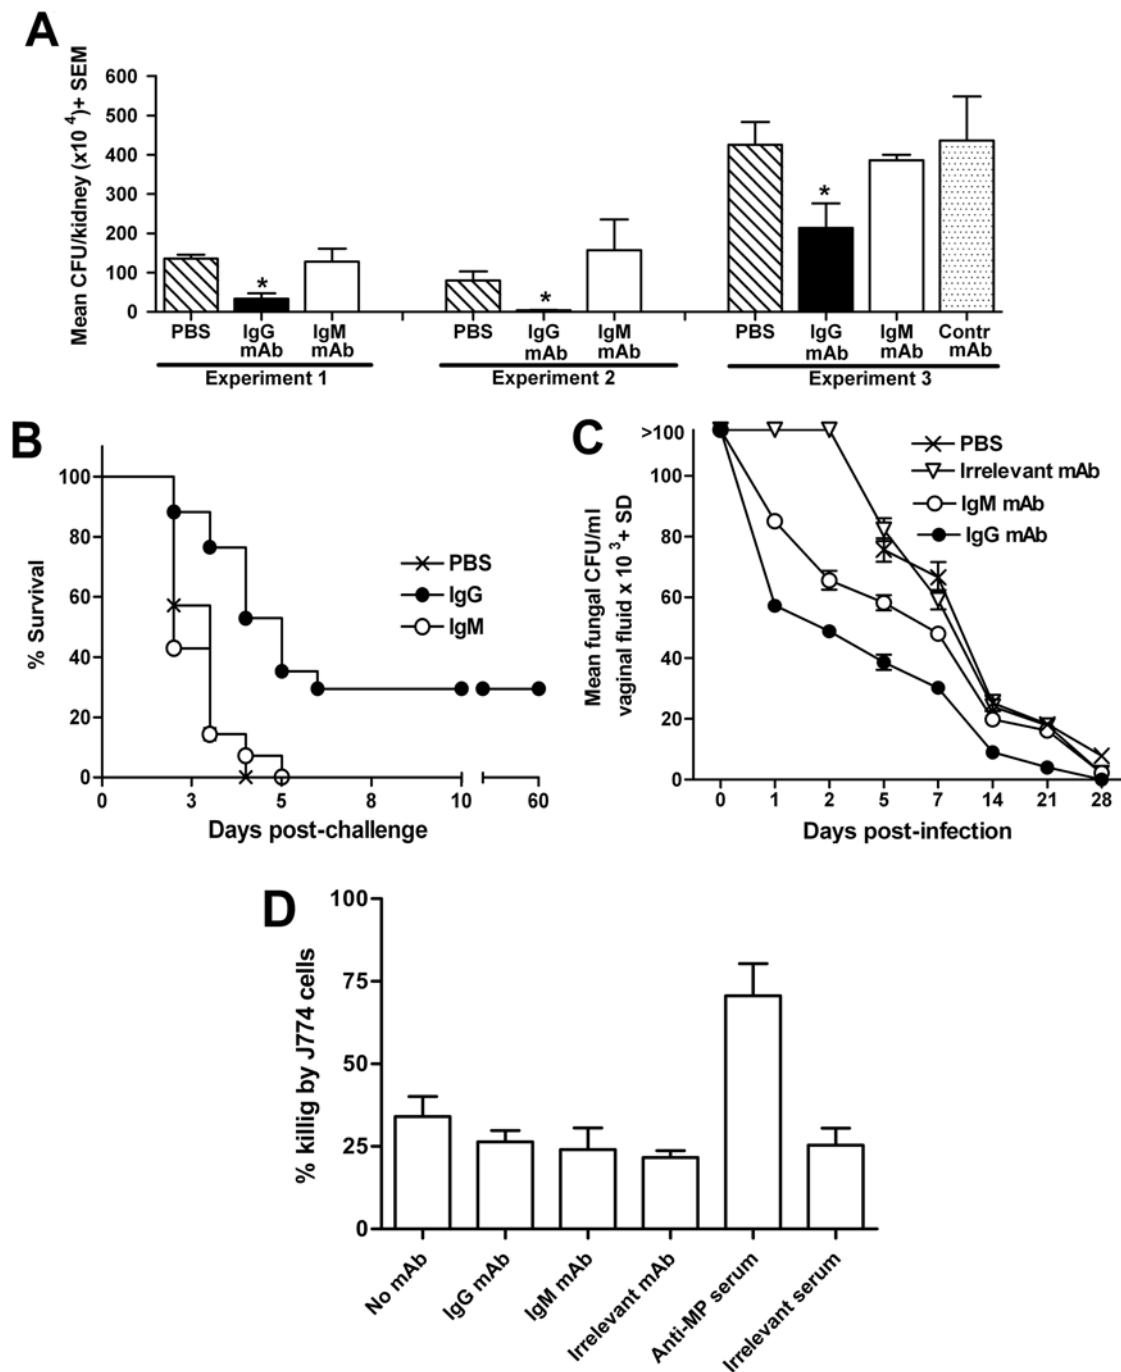 A
Mean CFU/kidney (x10 4)+ SEM
600
500
400
300
200
100
0
* * *
PBS IgG mAb IgM mAb PBS IgG mAb IgM mAb PBS IgG mAb IgM mAb Contr mAb
Experiment 1 Experiment 2 Experiment 3
B
% Survival
100
80
60
40
20
0
0 3 5 8 10 60
Days post-challenge
PBS
IgG
IgM
C
Mean fungal CFU/ml
vaginal fluid x 10 3+ SD
>100
100
80
60
40
20
0
0 1 2 5 7 14 21 28
Days post-infection
PBS
Irrelevant mAb
IgM mAb
IgG mAb
D
% killig by J774 cells
100
75
50
25
0
No mAb
IgG mAb
IgM mAb
Irrelevant mAb
Anti-MP serum
Irrelevant serum